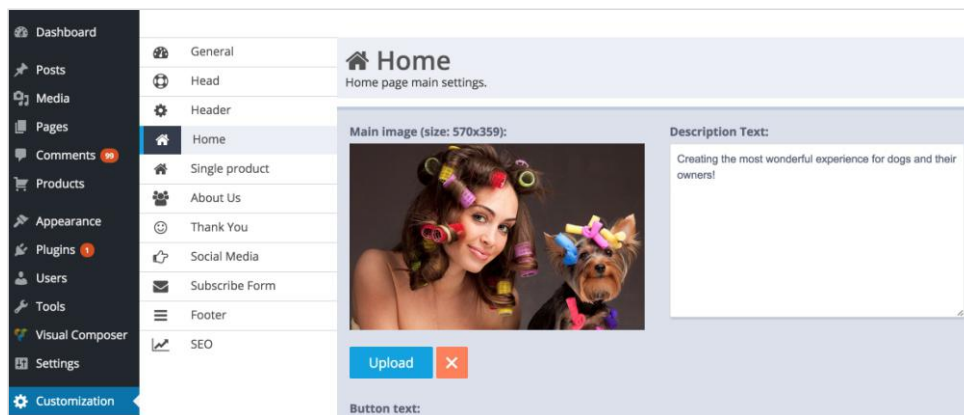 Dashboard
Posts
Media
Pages
Comments 99
Products
Appearance
Plugins 1
Users
Tools
Visual Composer
Settings
Customization
General
Head
Header
Home
Single product
About Us
Thank You
Social Media
Subscribe Form
Footer
SEO
Home
Home page main settings.
Main image (size: 570x359):
Upload
Button text:
Description Text:
Creating the most wonderful experience for dogs and their
owners!